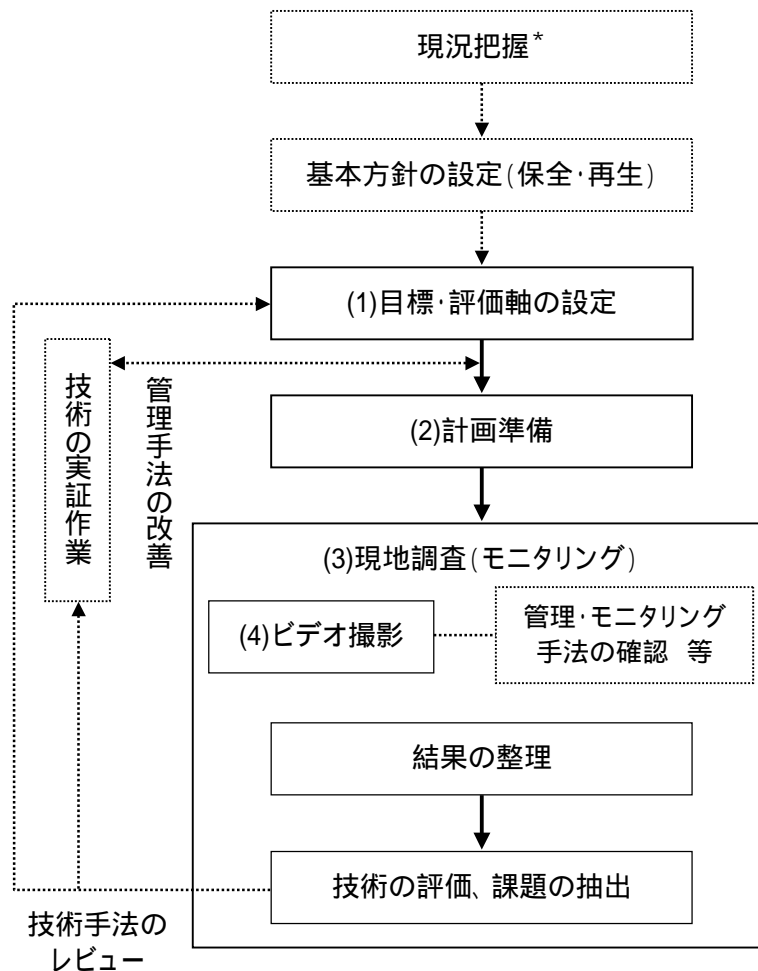 現況把握*
基本方針の設定(保全・再生)
(1)目標・評価軸の設定
技術の実証作業
管理手法の改善
(2)計画準備
(3)現地調査(モニタリング)
(4)ビデオ撮影
管理・モニタリング
手法の確認 等
結果の整理
技術の評価、課題の抽出
技術手法の
レビュー